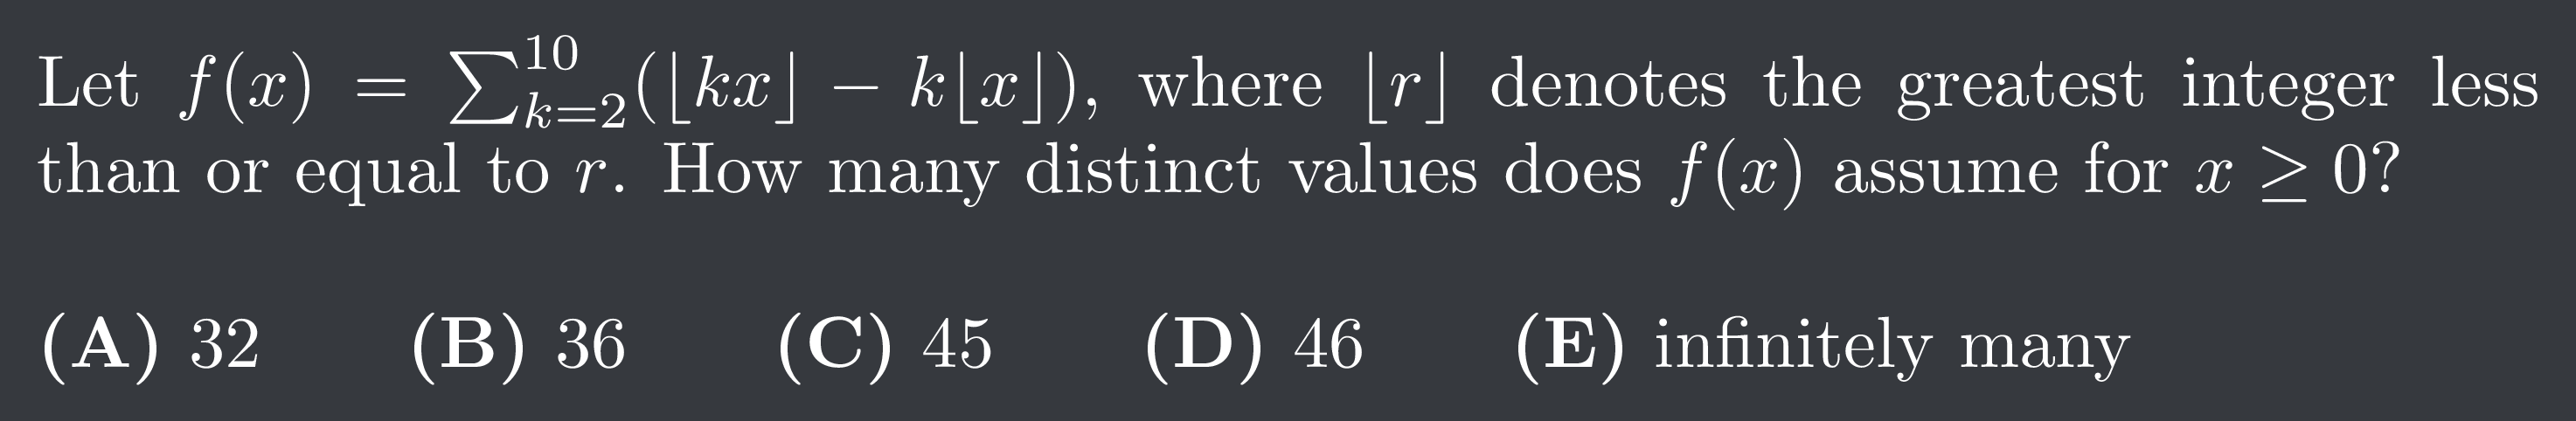 Let f(x) = ∑_{k=2}^{10}(⌊kx⌋ − k⌊x⌋), where ⌊r⌋ denotes the greatest integer less
than or equal to r. How many distinct values does f(x) assume for x ≥ 0?
(A) 32 (B) 36 (C) 45 (D) 46 (E) infinitely many